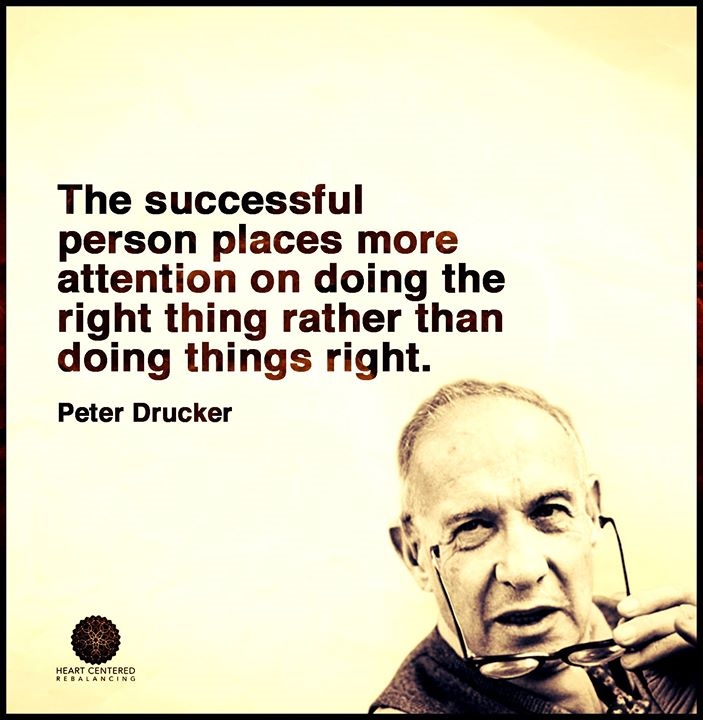 The successful
person places more
attention on doing the
right thing rather than
doing things right.
Peter Drucker
HEART CENTERED
REBALANCING